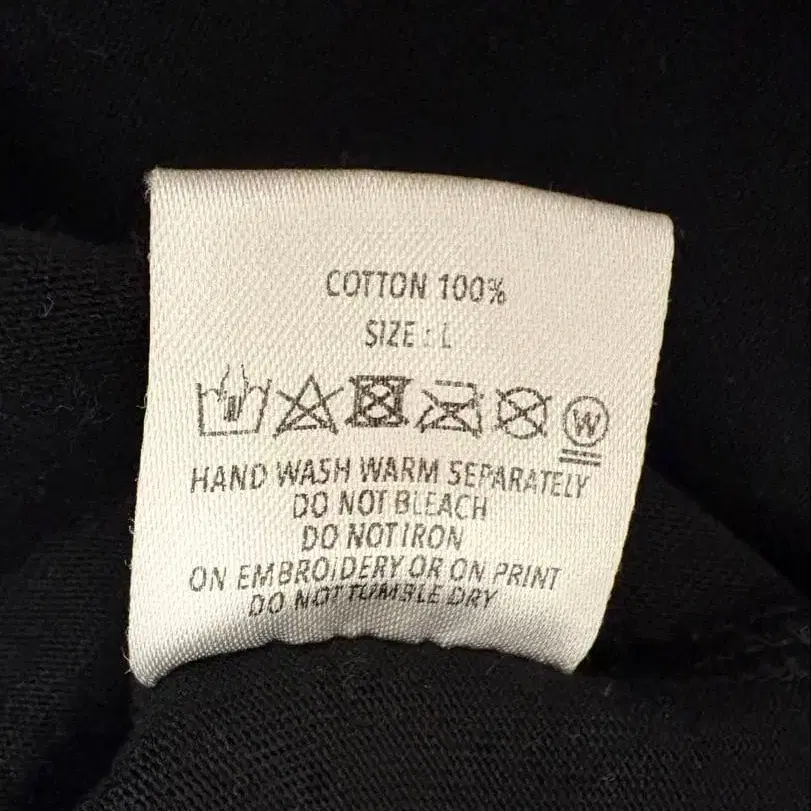 COTTON 100%
SIZE : L
W
HAND WASH WARM SEPARATELY
DO NOT BLEACH
DO NOT IRON
ON EMBROIDERY OR ON PRINT
DO NOT TUMBLE DRY